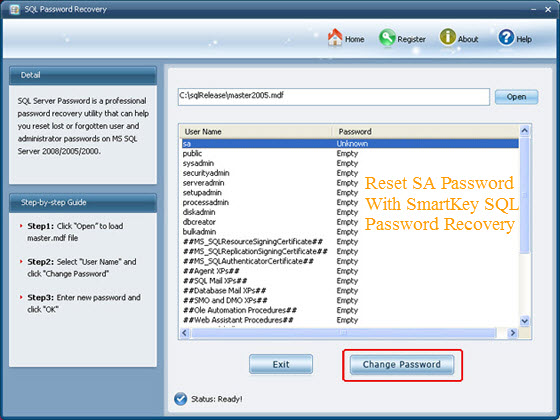 SQL Password Recovery
Home
Register
About
Help
Detail
SQL Server Password is a professional
password recovery utility that can help
you reset lost or forgotten user and
administrator passwords on MS SQL
Server 2008/2005/2000.
Step-by-step Guide
Step1: Click "Open" to load
master.mdf file
Step2: Select "User Name" and
click "Change Password"
Step3: Enter new password and
click "OK"
C:\sqlRelease\master2005.mdf
Open
User Name Password
sa Unknown
public Empty
sysadmin Empty
securityadmin Empty
serveradmin Empty
setupadmin Empty
processadmin Empty
diskadmin Empty
dbcreator Empty
bulkadmin Empty
##MS_SQLResourceSigningCertificate## Empty
##MS_SQLReplicationSigningCertificate## Empty
##MS_SQLAuthenticatorCertificate## Empty
##Agent XPs## Empty
##SQL Mail XPs## Empty
##Database Mail XPs## Empty
##SMO and DMO XPs## Empty
##Ole Automation Procedures## Empty
##Web Assistant Procedures## Empty
Reset SA Password
With SmartKey SQL
Password Recovery
Exit
Change Password
Status: Ready!